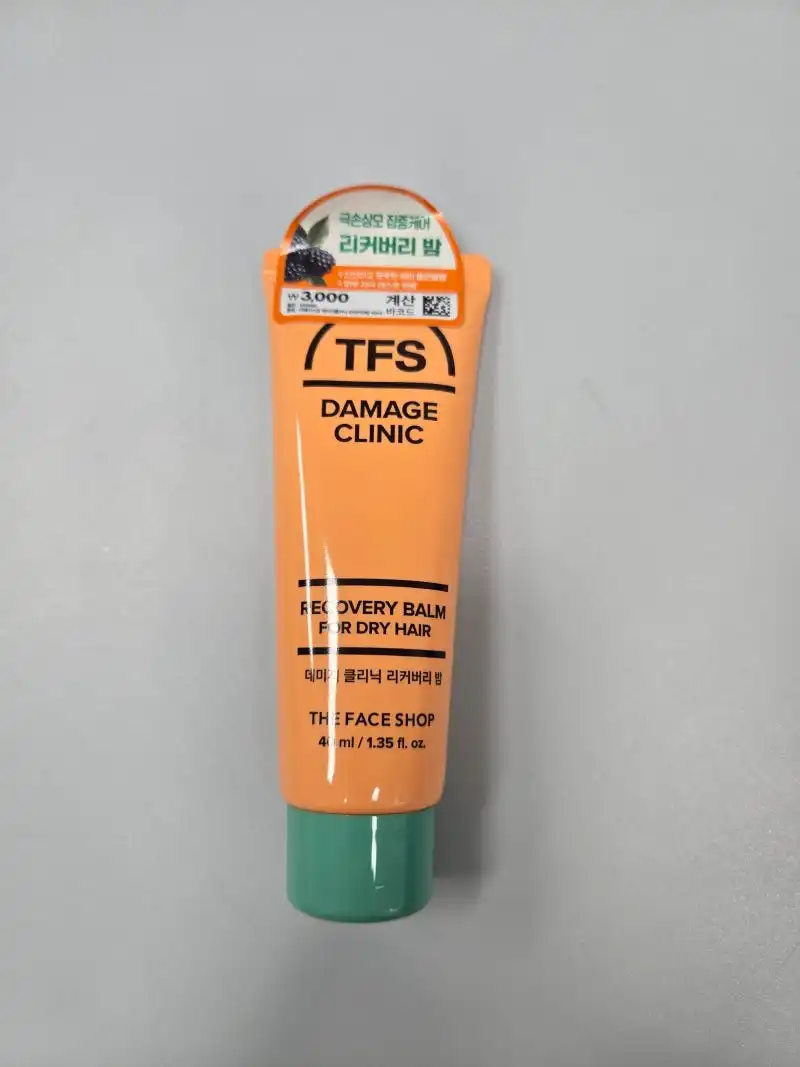 극손상모 집중케어
리커버리 밤
₩3,000
계산
바코드
TFS
DAMAGE
CLINIC
RECOVERY BALM
FOR DRY HAIR
데미지 클리닉 리커버리 밤
THE FACE SHOP
40 ml / 1.35 fl. oz.